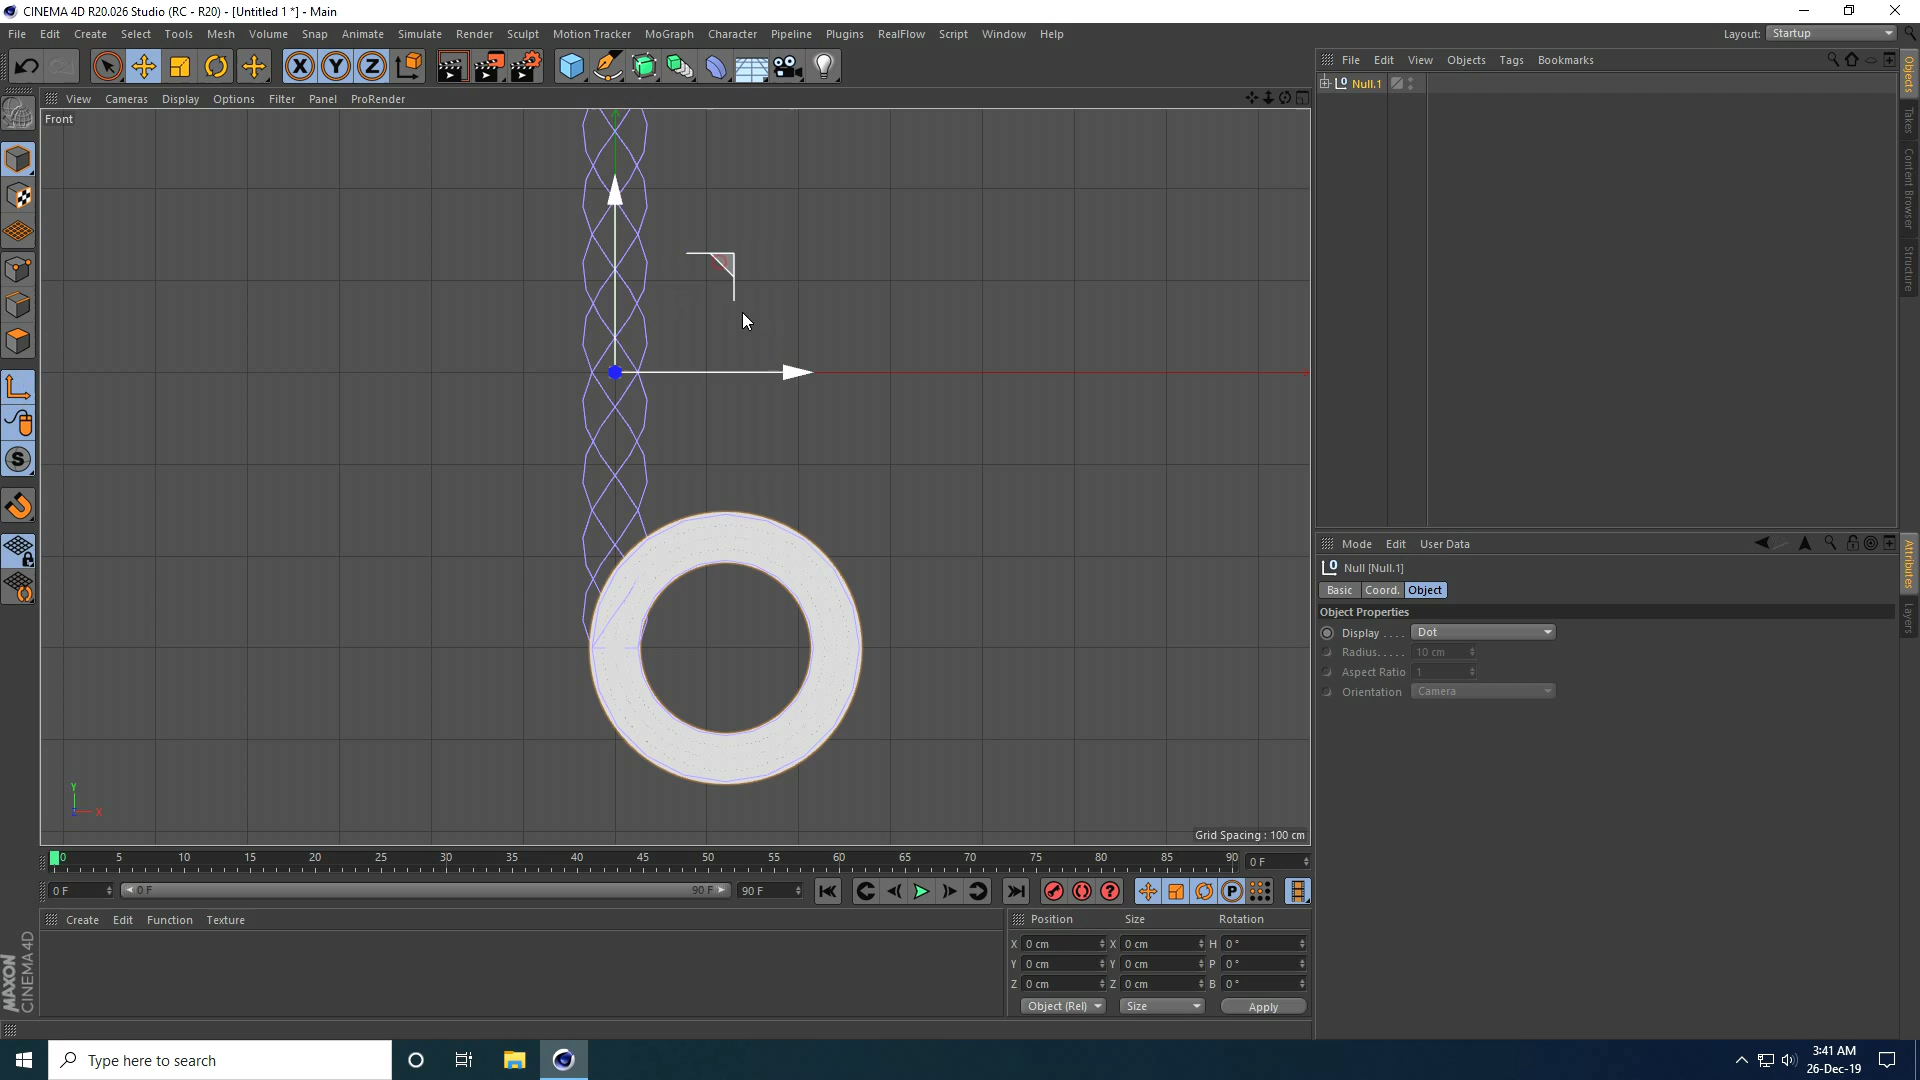 CINEMA 4D R20.026 Studio (RC - R20) - [Untitled 1 *] - Main
File Edit Create Select Tools Mesh Volume Snap Animate Simulate Render Sculpt Motion Tracker MoGraph Character Pipeline Plugins RealFlow Script Window Help
Layout: Startup
File Edit View Objects Tags Bookmarks
Null.1
View Cameras Display Options Filter Panel ProRender
Front
Y
X
Grid Spacing : 100 cm
Objects
Takes
Content Browser
Structure
Mode Edit User Data
Null [Null.1]
Basic Coord. Object
Object Properties
Display . . . . Dot
Radius. . . . . 10 cm
Aspect Ratio 1
Orientation Camera
Attributes
Layers
0 5 10 15 20 25 30 35 40 45 50 55 60 65 70 75 80 85 90 0 F
0 F 0 F 90 F 90 F
Create Edit Function Texture
Position Size Rotation
X 0 cm X 0 cm H 0 °
Y 0 cm Y 0 cm P 0 °
Z 0 cm Z 0 cm B 0 °
Object (Rel) Size Apply
MAXON CINEMA 4D
Type here to search
3:41 AM
26-Dec-19